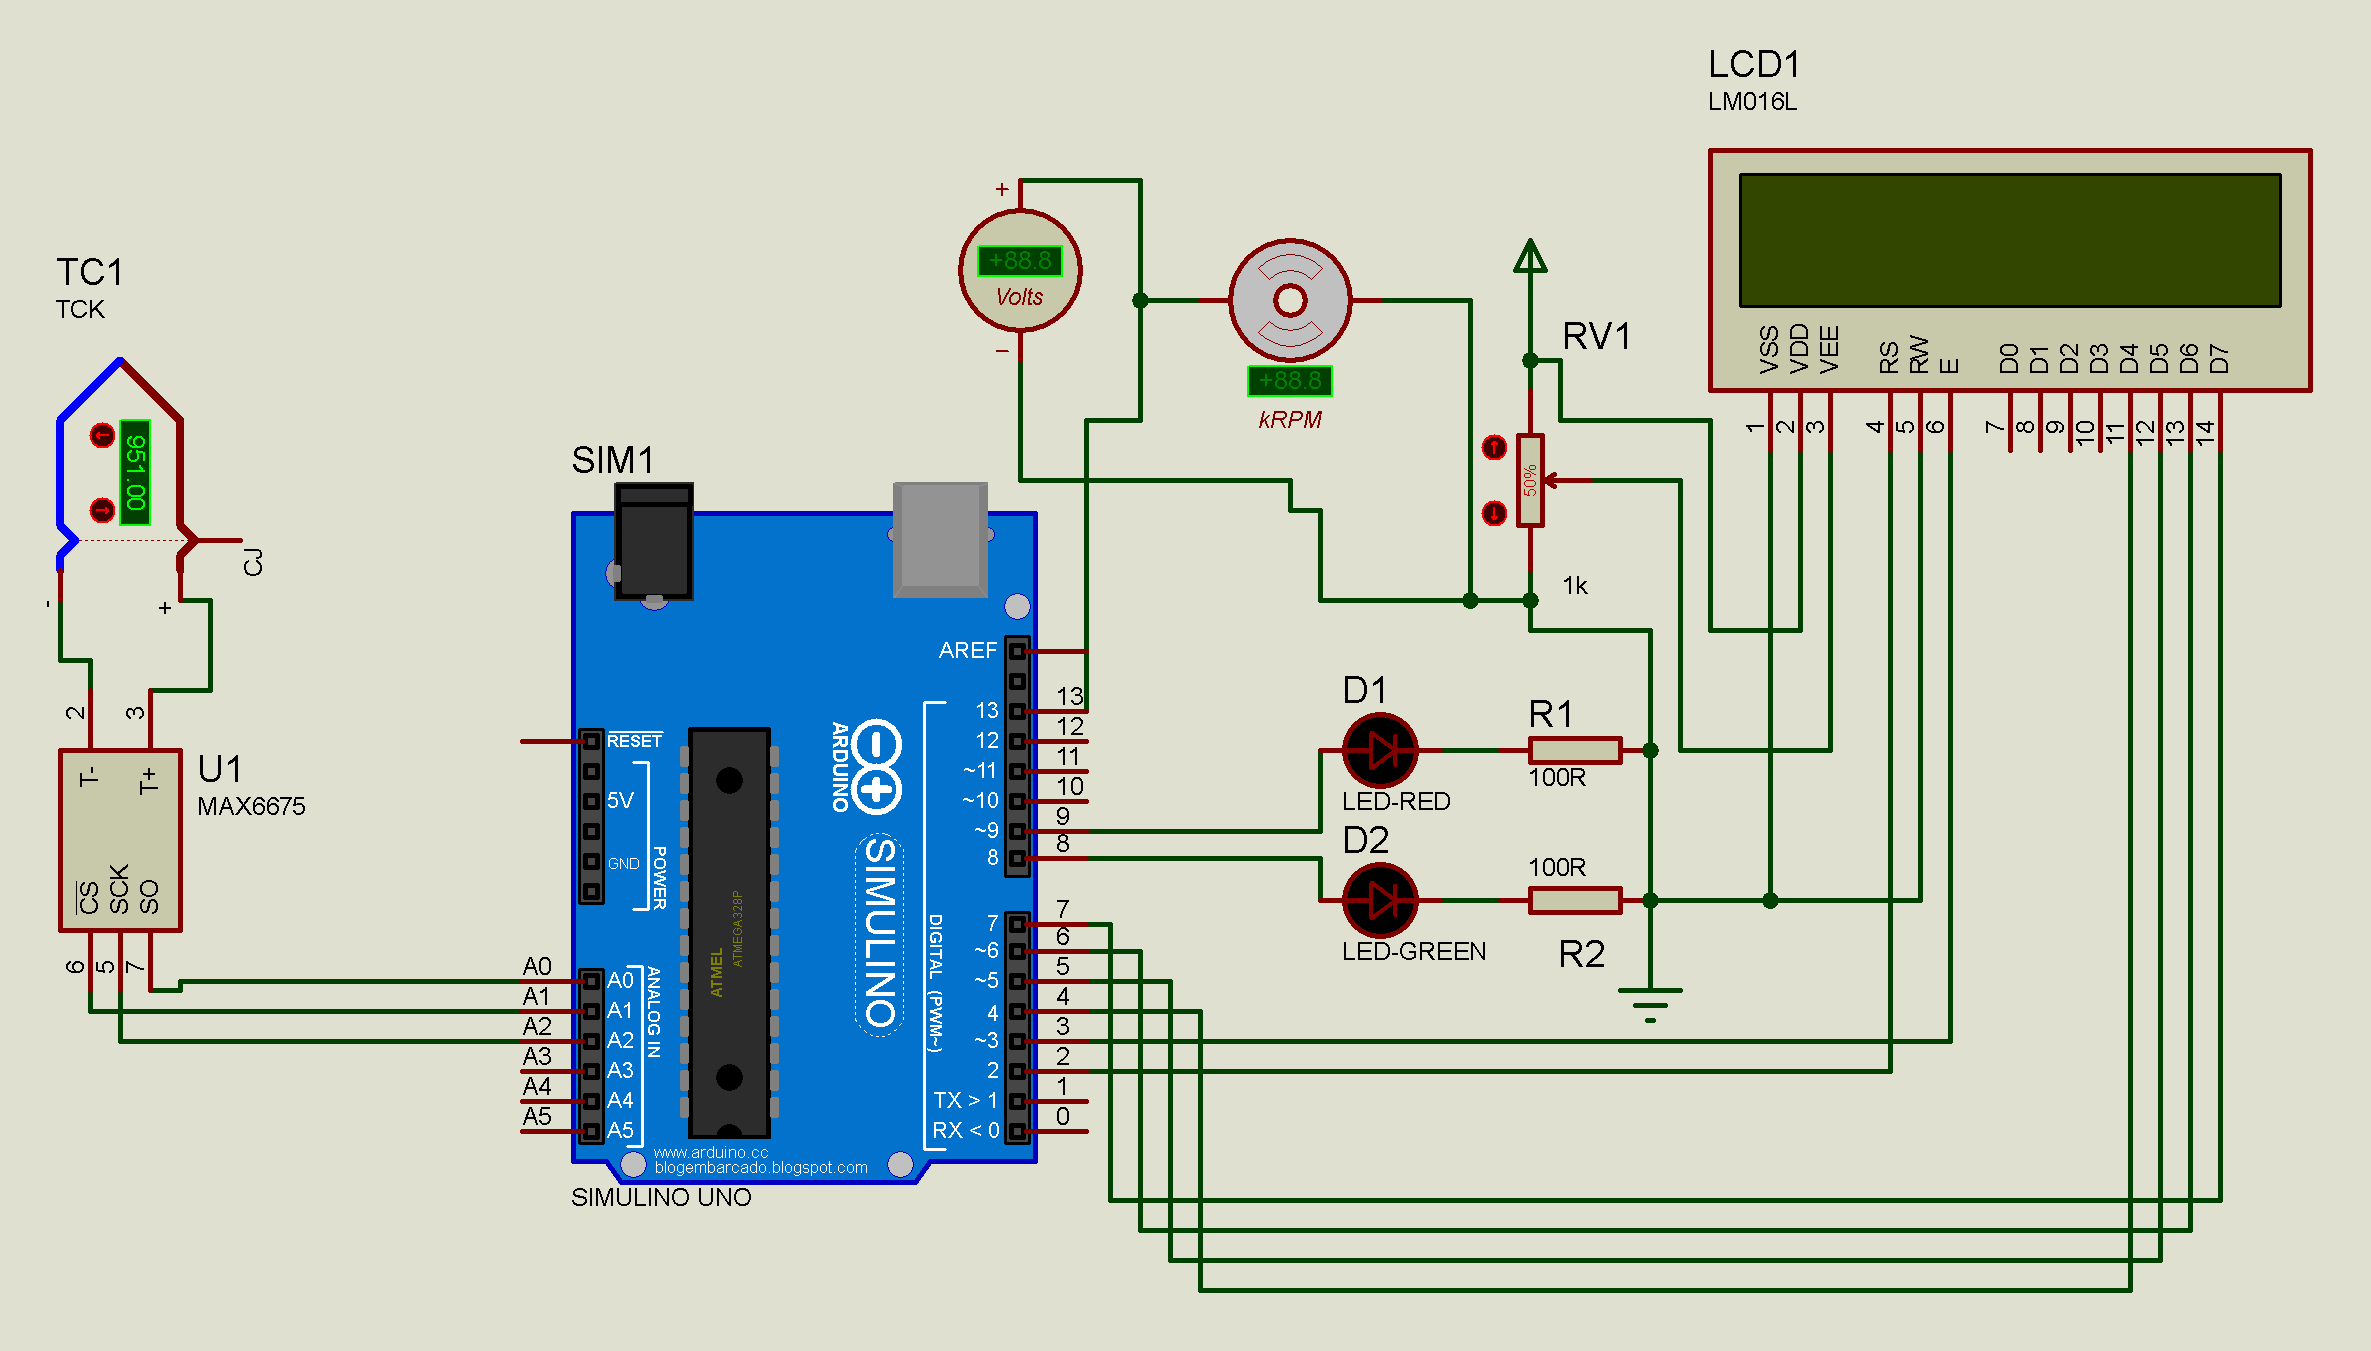 LCD1
LM016L
VSS
VDD
VEE
RS
RW
E
D0
D1
D2
D3
D4
D5
D6
D7
1
2
3
4
5
6
7
8
9
10
11
12
13
14
+
+88.8
Volts
−
+88.8
kRPM
RV1
50%
1k
TC1
TCK
951.00
CJ
-
+
2
3
T-
T+
U1
MAX6675
CS
SCK
SO
6
5
7
SIM1
AREF
13
12
~11
~10
~9
8
7
~6
~5
4
~3
2
TX > 1
RX < 0
13
12
11
10
9
8
7
6
5
4
3
2
1
0
RESET
5V
GND
POWER
A0
A1
A2
A3
A4
A5
A0
A1
A2
A3
A4
A5
ANALOG IN
ATMEL
ATMEGA328P
ARDUINO
SIMULINO
DIGITAL (PWM~)
www.arduino.cc
blogembarcado.blogspot.com
SIMULINO UNO
D1
LED-RED
R1
100R
D2
LED-GREEN
100R
R2